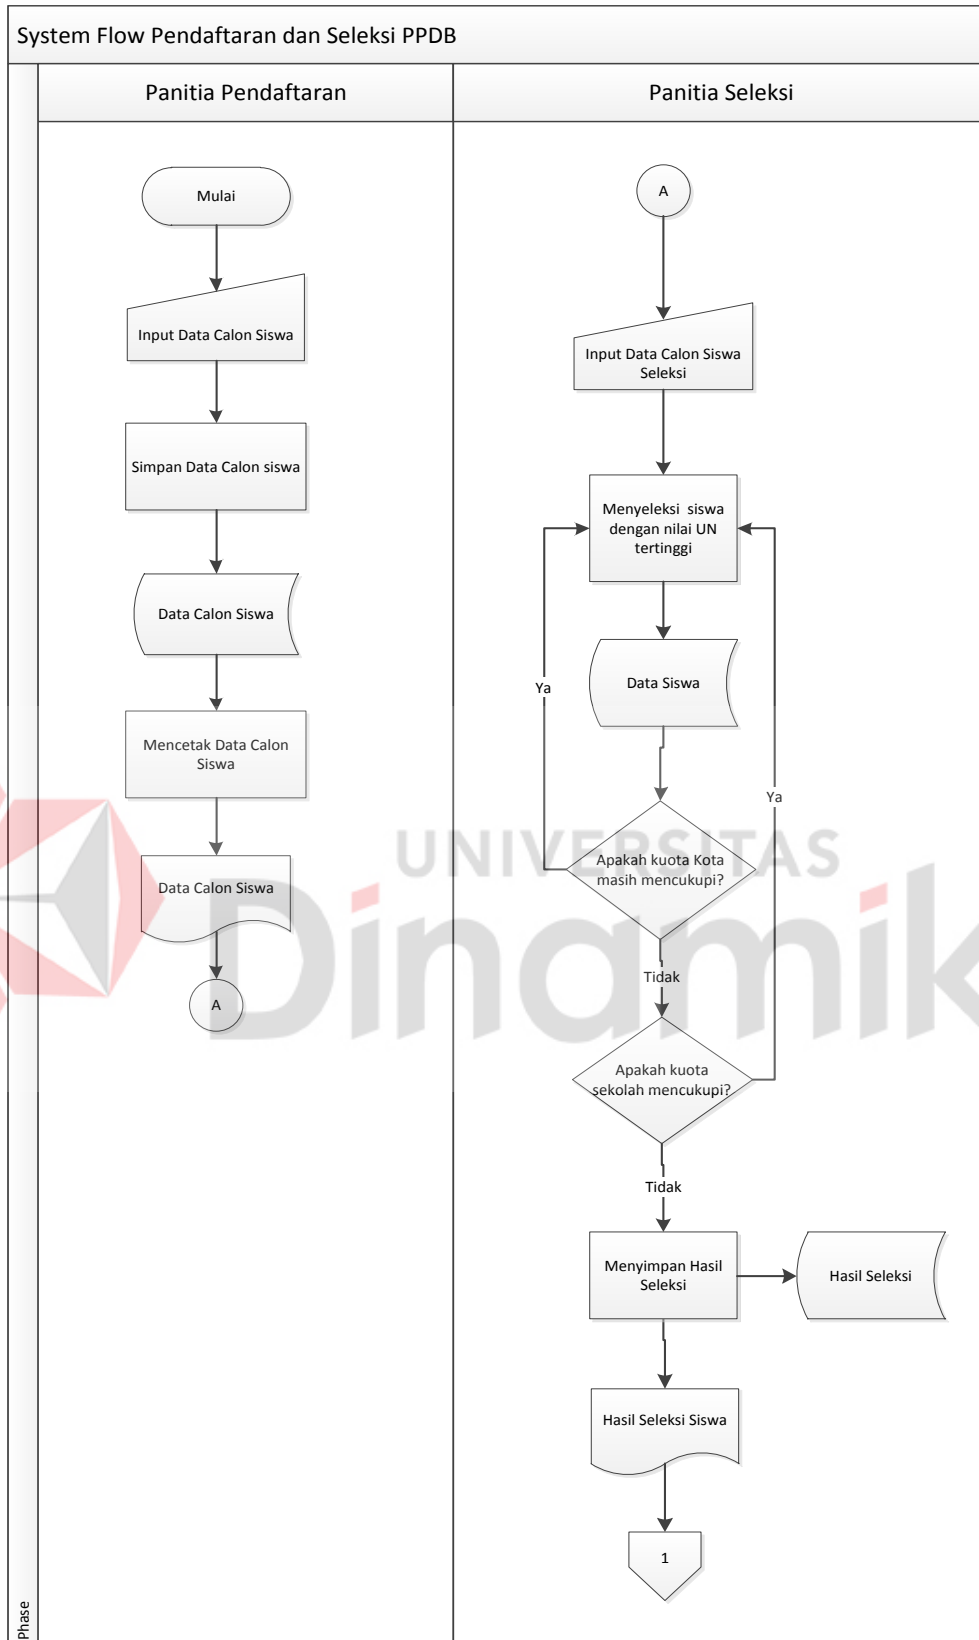 System Flow Pendaftaran dan Seleksi PPDB
Panitia Pendaftaran
Panitia Seleksi
Mulai
Input Data Calon Siswa
Simpan Data Calon siswa
Data Calon Siswa
Mencetak Data Calon
Siswa
Data Calon Siswa
A
A
Input Data Calon Siswa
Seleksi
Menyeleksi siswa
dengan nilai UN
tertinggi
Data Siswa
Ya
Ya
Apakah kuota Kota
masih mencukupi?
Tidak
Apakah kuota
sekolah mencukupi?
Tidak
Menyimpan Hasil
Seleksi
Hasil Seleksi
Hasil Seleksi Siswa
1
Phase
UNIVERSITAS
Dinamik